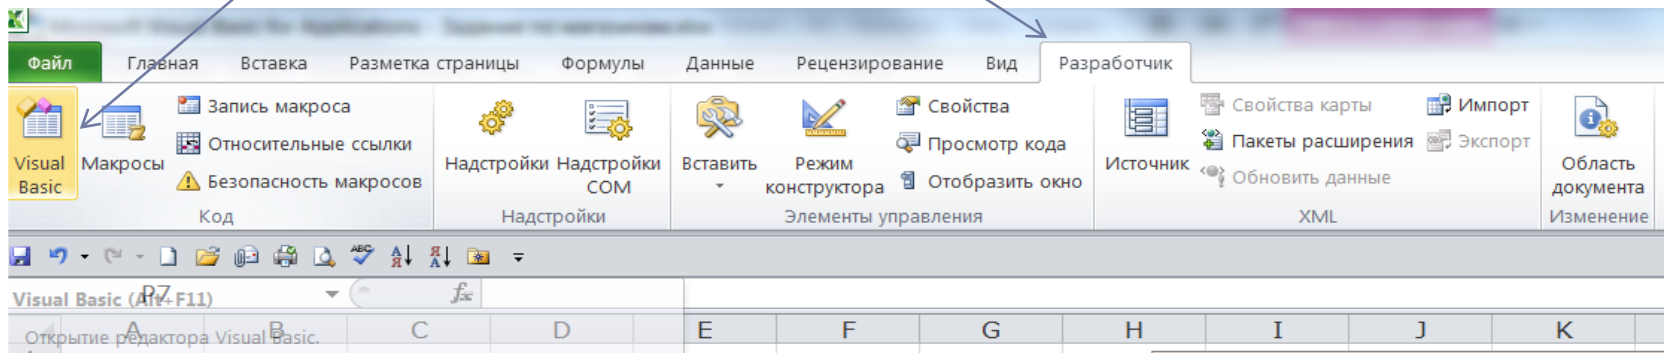 Файл Главная Вставка Разметка страницы Формулы Данные Рецензирование Вид Разработчик
Visual Basic
Макросы
Запись макроса
Относительные ссылки
Безопасность макросов
Код
Надстройки
Надстройки COM
Надстройки
Вставить
Режим конструктора
Свойства
Просмотр кода
Отобразить окно
Элементы управления
Источник
Свойства карты
Пакеты расширения
Обновить данные
Импорт
Экспорт
XML
Область документа
Изменение
P7
fx
Visual Basic (Alt+F11)
Открытие редактора Visual Basic.
A B C D E F G H I J K